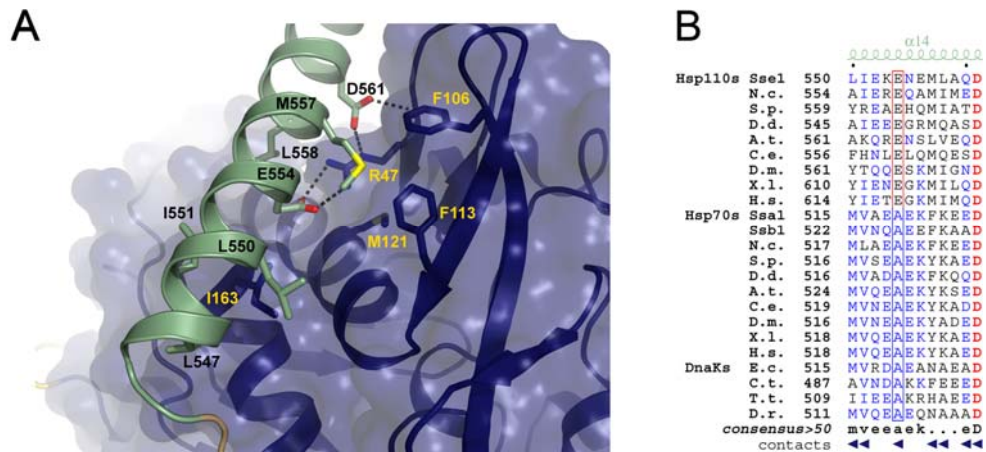 A
B
D561
F106
M557
L558
R47
E554
F113
I551
M121
L550
I163
L547
α14
Hsp110s Sse1 550 LIEKENEMLAQD
N.c. 554 AIEREQAMIMED
S.p. 559 YREAEHQMIATD
D.d. 545 AIEEEGRMQASD
A.t. 561 AKQRENSLVEQD
C.e. 556 FHNLELQMQESD
D.m. 561 YTQQESKMIGND
X.l. 610 YIENEGKMILQD
H.s. 614 YIETEGKMIMQD
Hsp70s Ssa1 515 MVAEAEKFKEED
Ssb1 522 MVNQAEEFKAAD
N.c. 517 MLAEAEKYKEED
S.p. 516 MVSEAEKYKAED
D.d. 516 MVADAEKFKQQD
A.t. 524 MVQEAEKYKSED
C.e. 519 MVNEAEKYKADD
D.m. 516 MVQEAEKYKADED
X.l. 518 MVQEAEKYKAED
H.s. 518 MVQEAEKYKAED
DnaKs E.c. 515 MVRDAEANAEAD
C.t. 487 AVNDAKKFEEED
T.t. 509 IIEEAKRHAEED
D.r. 511 MVQEAEQNAAAD
consensus>50 mveeaek...eD
contacts